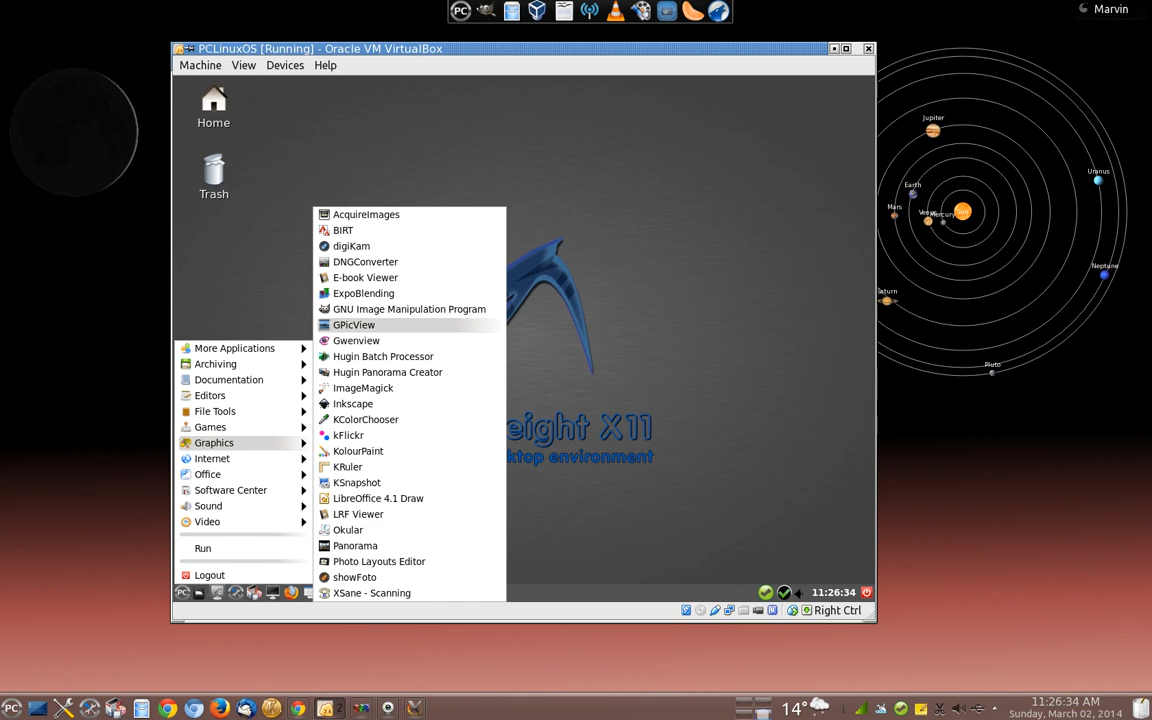 Marvin
PCLinuxOS [Running] - Oracle VM VirtualBox
Machine View Devices Help
Home
Trash
AcquireImages
BIRT
digiKam
DNGConverter
E-book Viewer
ExpoBlending
GNU Image Manipulation Program
GPicView
Gwenview
Hugin Batch Processor
Hugin Panorama Creator
ImageMagick
Inkscape
KColorChooser
kFlickr
KolourPaint
KRuler
KSnapshot
LibreOffice 4.1 Draw
LRF Viewer
Okular
Panorama
Photo Layouts Editor
showFoto
XSane - Scanning
More Applications
Archiving
Documentation
Editors
File Tools
Games
Graphics
Internet
Office
Software Center
Sound
Video
Run
Logout
eight X11
ktop environment
11:26:34
Right Ctrl
Jupiter
Uranus
Earth
Mars
Mercury
Sun
Neptune
Saturn
Pluto
2
14°
11:26:34 AM
Sunday, March 02, 2014